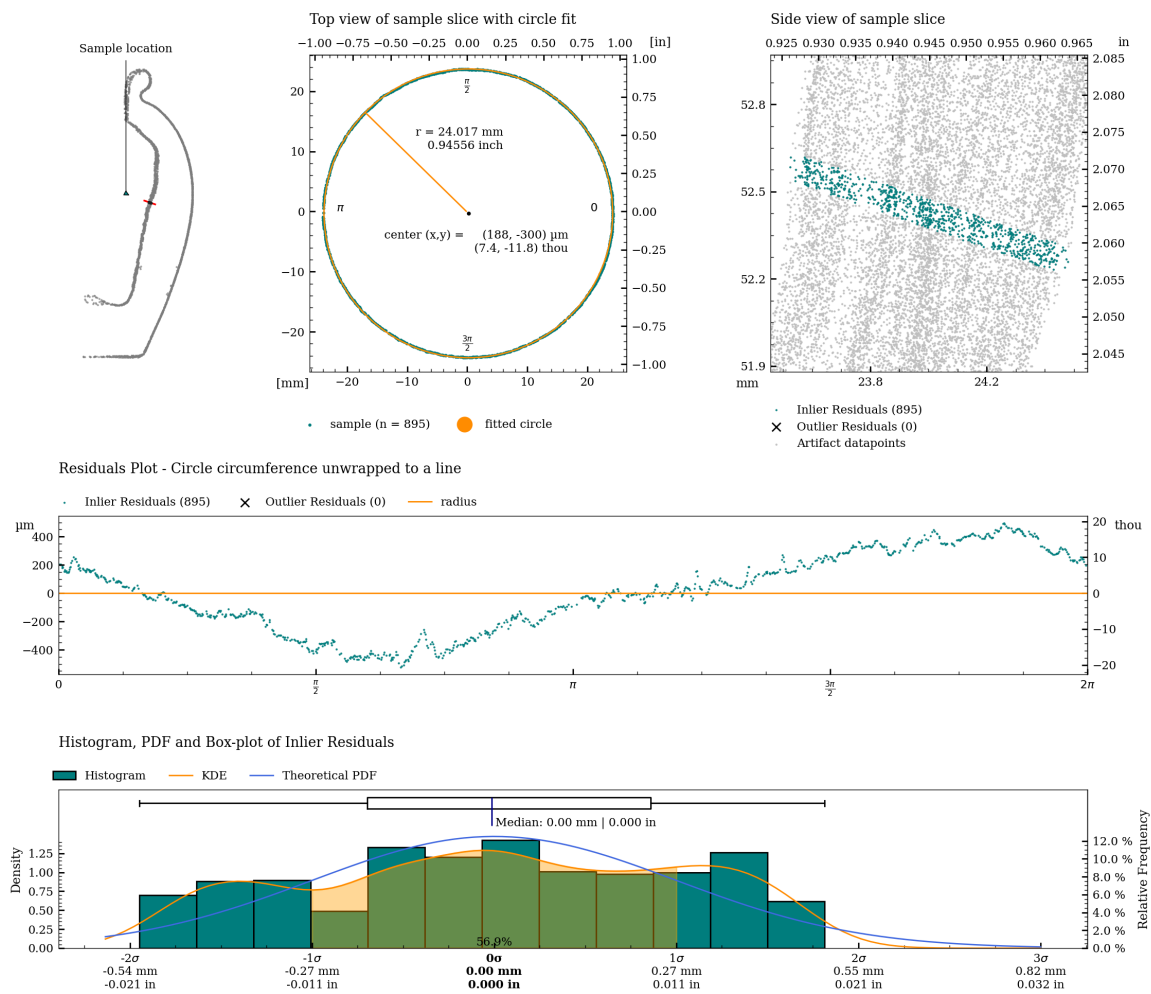 Sample location
Top view of sample slice with circle fit
−1.00 −0.75 −0.50 −0.25 0.00 0.25 0.50 0.75 1.00 [in]
20
10
0
−10
−20
1.00
0.75
0.50
0.25
0.00
−0.25
−0.50
−0.75
−1.00
π/2
r = 24.017 mm
0.94556 inch
π
0
center (x,y) = (188, -300) µm
(7.4, -11.8) thou
3π/2
[mm] −20 −10 0 10 20
sample (n = 895) fitted circle
Side view of sample slice
0.925 0.930 0.935 0.940 0.945 0.950 0.955 0.960 0.965 in
52.8
52.5
52.2
51.9
2.085
2.080
2.075
2.070
2.065
2.060
2.055
2.050
2.045
mm 23.8 24.2
Inlier Residuals (895)
Outlier Residuals (0)
Artifact datapoints
Residuals Plot - Circle circumference unwrapped to a line
Inlier Residuals (895) Outlier Residuals (0) radius
µm
400
200
0
−200
−400
20 thou
10
0
−10
−20
0 π/2 π 3π/2 2π
Histogram, PDF and Box-plot of Inlier Residuals
Histogram KDE Theoretical PDF
Median: 0.00 mm | 0.000 in
Density
1.25
1.00
0.75
0.50
0.25
0.00
12.0 %
10.0 %
8.0 %
6.0 %
4.0 %
2.0 %
0.0 %
Relative Frequency
56.9%
-2σ -1σ 0σ 1σ 2σ 3σ
-0.54 mm -0.27 mm 0.00 mm 0.27 mm 0.55 mm 0.82 mm
-0.021 in -0.011 in 0.000 in 0.011 in 0.021 in 0.032 in